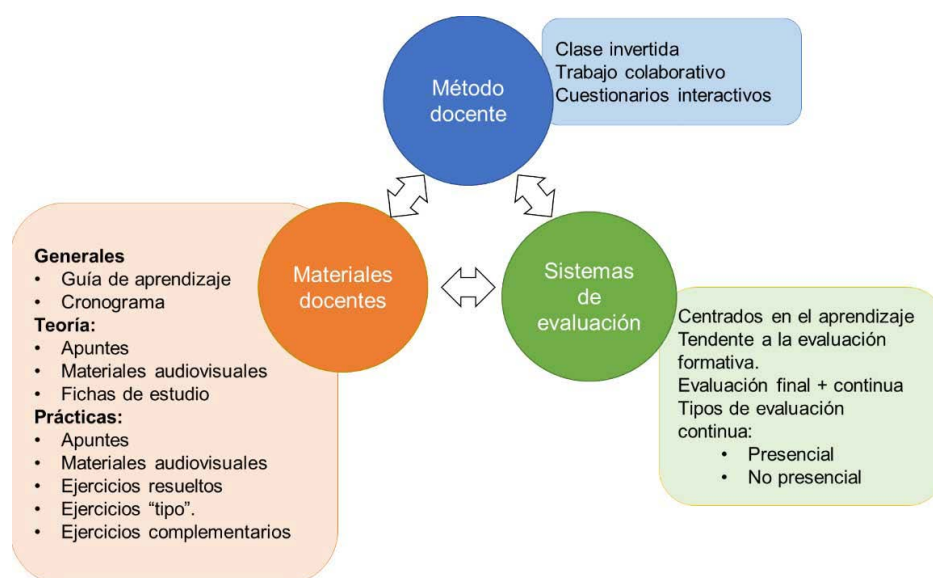 Método
docente
Clase invertida
Trabajo colaborativo
Cuestionarios interactivos
Materiales
docentes
Generales
• Guía de aprendizaje
• Cronograma
Teoría:
• Apuntes
• Materiales audiovisuales
• Fichas de estudio
Prácticas:
• Apuntes
• Materiales audiovisuales
• Ejercicios resueltos
• Ejercicios “tipo”.
• Ejercicios complementarios
Sistemas
de
evaluación
Centrados en el aprendizaje
Tendente a la evaluación
formativa.
Evaluación final + continua
Tipos de evaluación
continua:
• Presencial
• No presencial